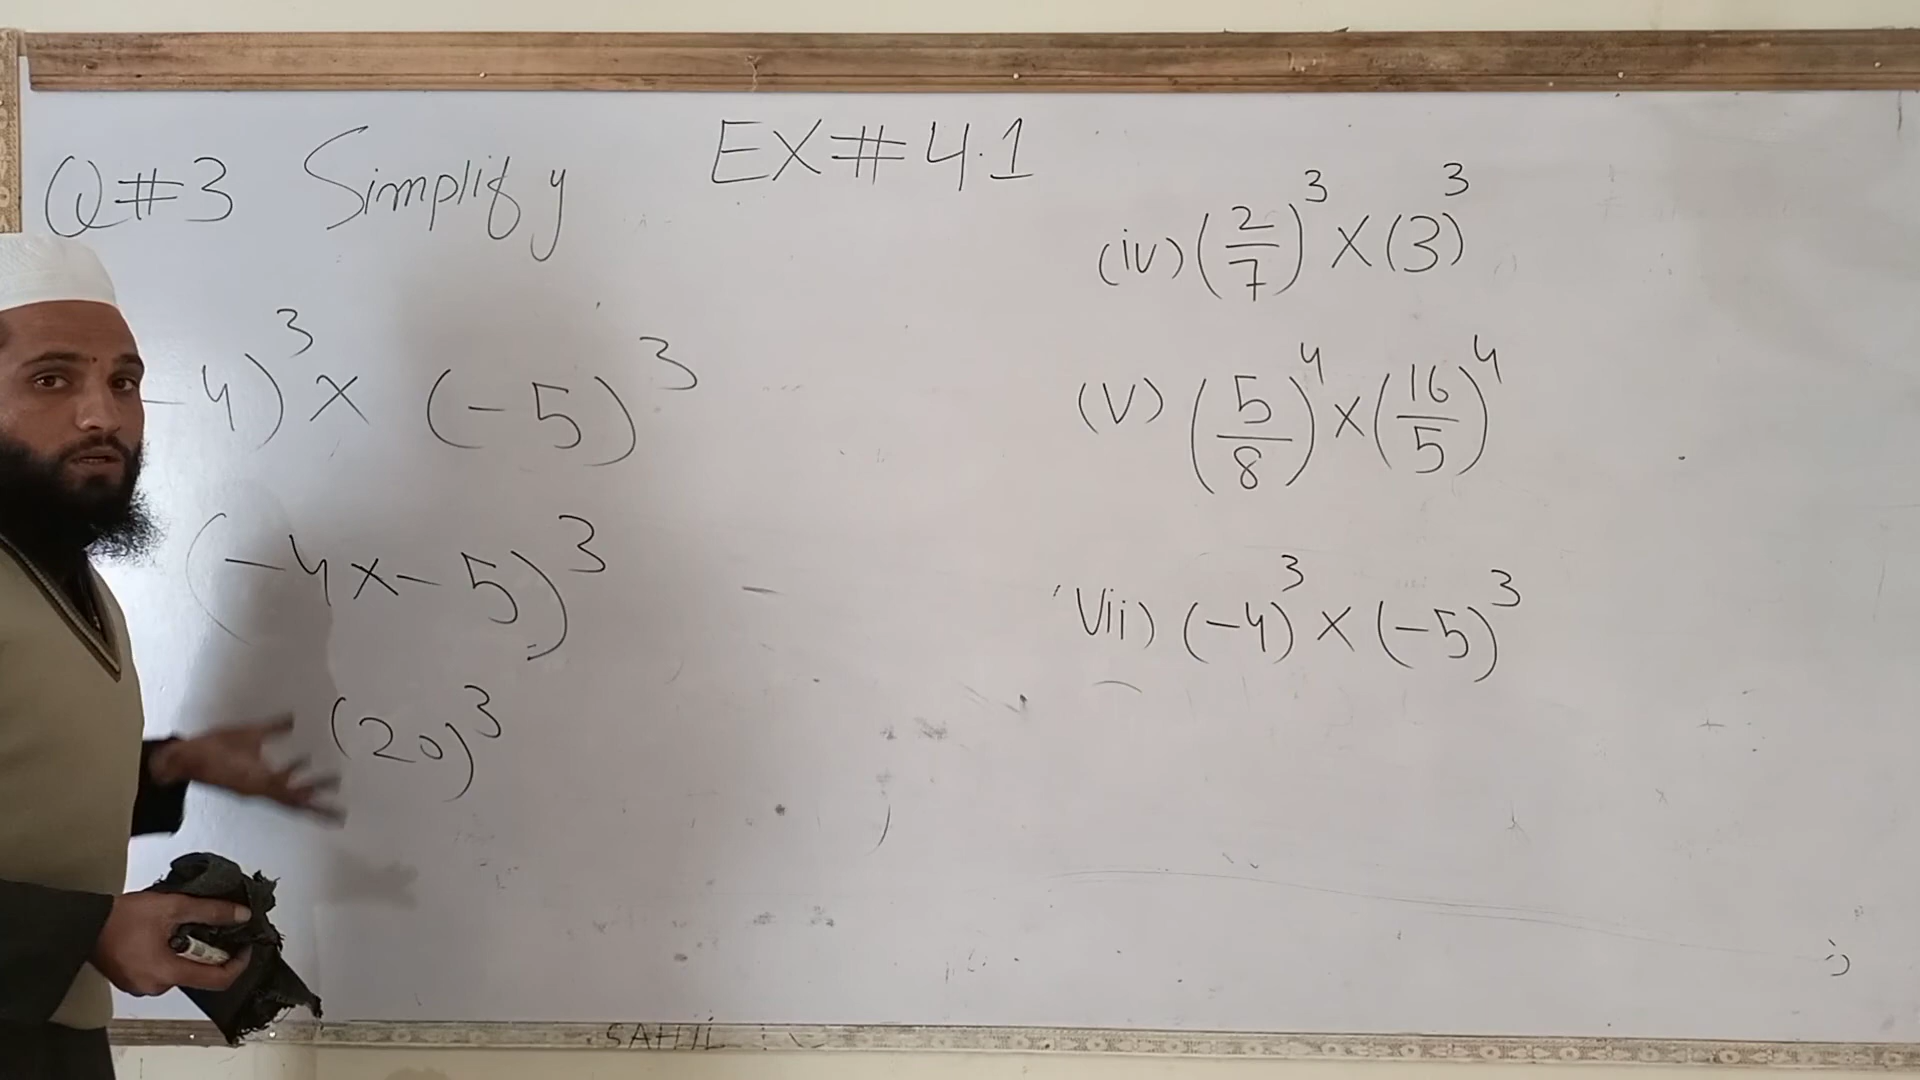 EX# 4.1
Q#3 Simplify
-4)³ × (-5)³
(-4×-5)³
(20)³
(iv) (2/7)³ × (3)³
(V) (5/8)⁴ × (16/5)⁴
Vii) (-4)³ × (-5)³
SAHIL